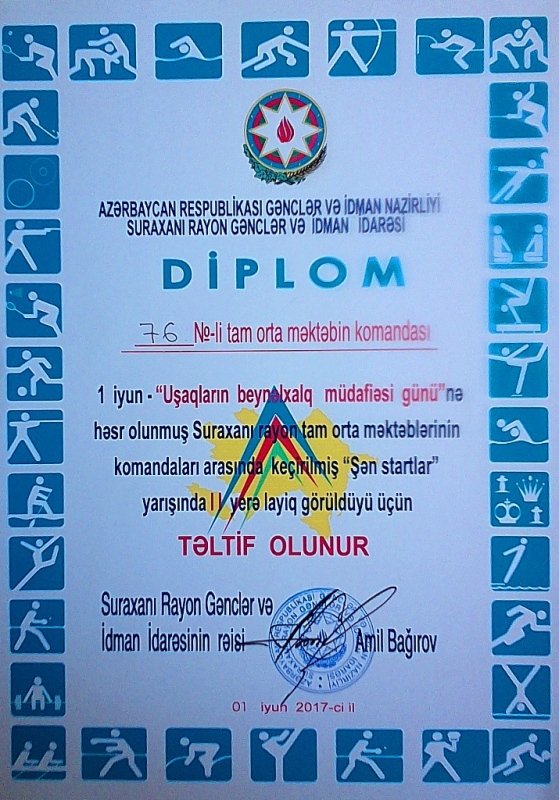 AZƏRBAYCAN RESPUBLİKASI GƏNCLƏR VƏ İDMAN NAZİRLİYİ
SURAXANI RAYON GƏNCLƏR VƏ İDMAN İDARƏSİ
DİPLOM
76 №-li tam orta məktəbin komandası
1 iyun - “Uşaqların beynəlxalq müdafiəsi günü”nə
həsr olunmuş Suraxanı rayon tam orta məktəblərinin
komandaları arasında keçirilmiş “Şən startlar”
yarışında II yerə layiq görüldüyü üçün
TƏLTİF OLUNUR
Suraxanı Rayon Gənclər və
İdman İdarəsinin rəisi Amil Bağırov
01 iyun 2017-ci il